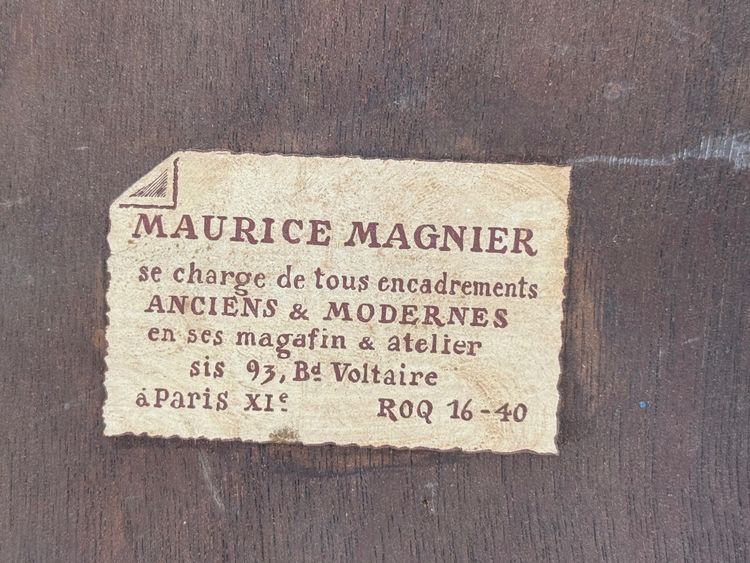 MAURICE MAGNIER
se charge de tous encadrements
ANCIENS & MODERNES
en ses magafin & atelier
sis 93, Bd Voltaire
à Paris XIe
ROQ 16-40